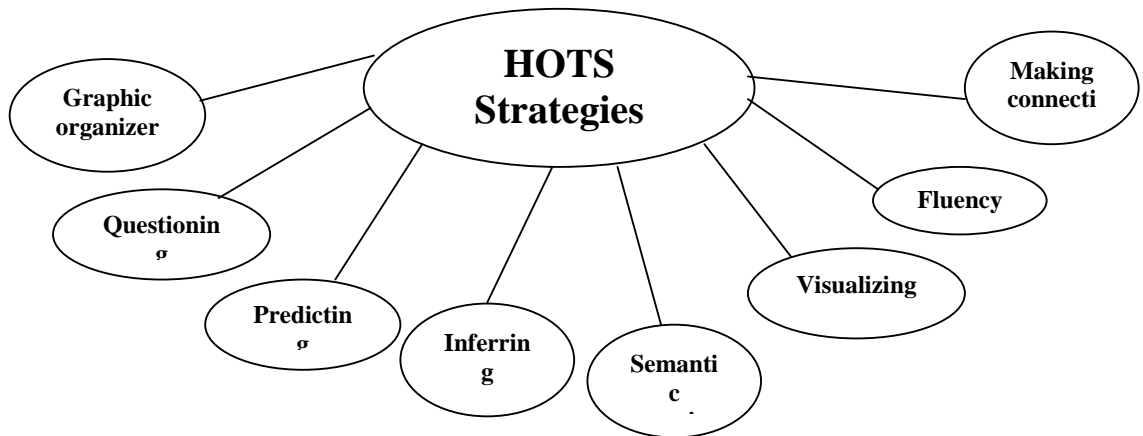 HOTS
Strategies
Graphic
organizer
Making
connecti
Questionin
g
Fluency
Predictin
g
Visualizing
Inferrin
g
Semanti
c